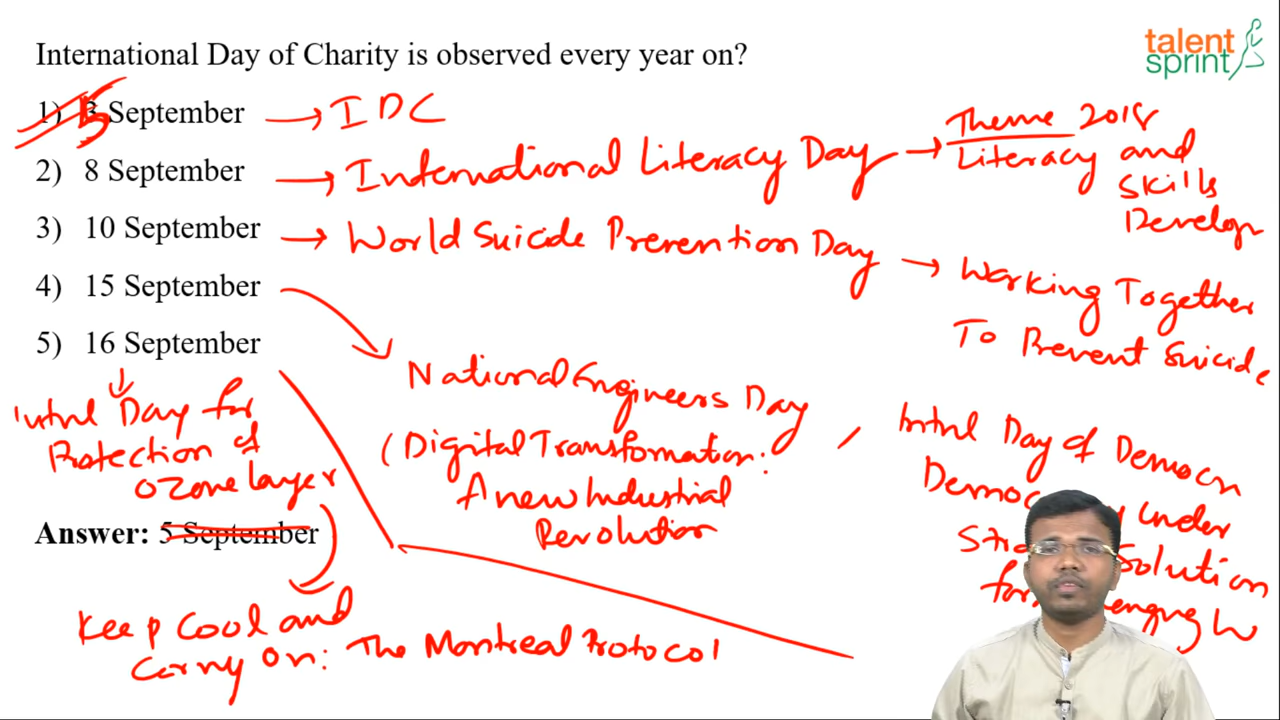 International Day of Charity is observed every year on?
talent
sprint
1) 5 September → IDC
2) 8 September → International Literacy Day → Theme 2018
Literacy and
Skills
Develop
3) 10 September → World Suicide Prevention Day → Working Together
To Prevent Suicide
4) 15 September
National Engineers Day
(Digital Transformation:
A new Industrial
Revolution
/ Intnl Day of Democr
Under
Solution
for
5) 16 September
Intnl Day for
Protection of
Ozone layer
Answer: 5 September
Keep Cool and
Carry On: The Montreal Protocol